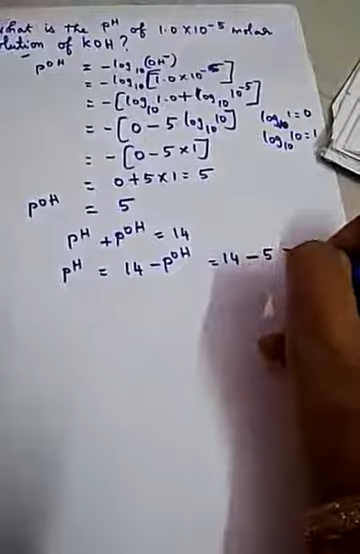 what is the pH of 1.0×10⁻⁵ molar
solution of KOH?
pOH = -log₁₀(OH⁻)
= -log₁₀[1.0×10⁻⁵]
= -[log₁₀1.0+log₁₀10⁻⁵]
= -[0-5 log₁₀10]
log₁₀1=0
log₁₀10=1
= -[0-5×1]
= 0+5×1=5
pOH = 5
pH+pOH=14
pH = 14-pOH =14-5